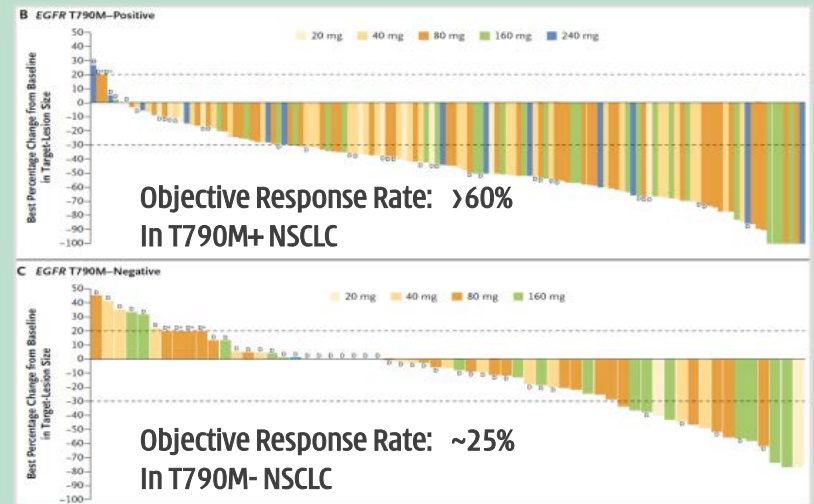 B EGFR T790M–Positive
Best Percentage Change from Baseline
in Target-Lesion Size
50
40
30
20
10
0
-10
-20
-30
-40
-50
-60
-70
-80
-90
-100
20 mg 40 mg 80 mg 160 mg 240 mg
Objective Response Rate: >60%
In T790M+ NSCLC
C EGFR T790M–Negative
Best Percentage Change from Baseline
in Target-Lesion Size
50
40
30
20
10
0
-10
-20
-30
-40
-50
-60
-70
-80
-90
-100
20 mg 40 mg 80 mg 160 mg
Objective Response Rate: ~25%
In T790M- NSCLC